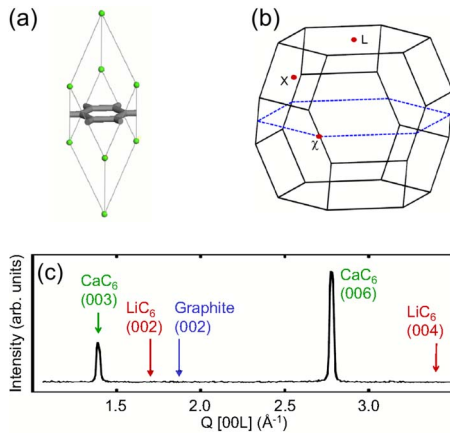 (a)
(b)
L
X
χ
(c)
CaC₆
(003)
LiC₆
(002)
Graphite
(002)
CaC₆
(006)
LiC₆
(004)
Intensity (arb. units)
1.5 2.0 2.5 3.0
Q [00L] (Å⁻¹)